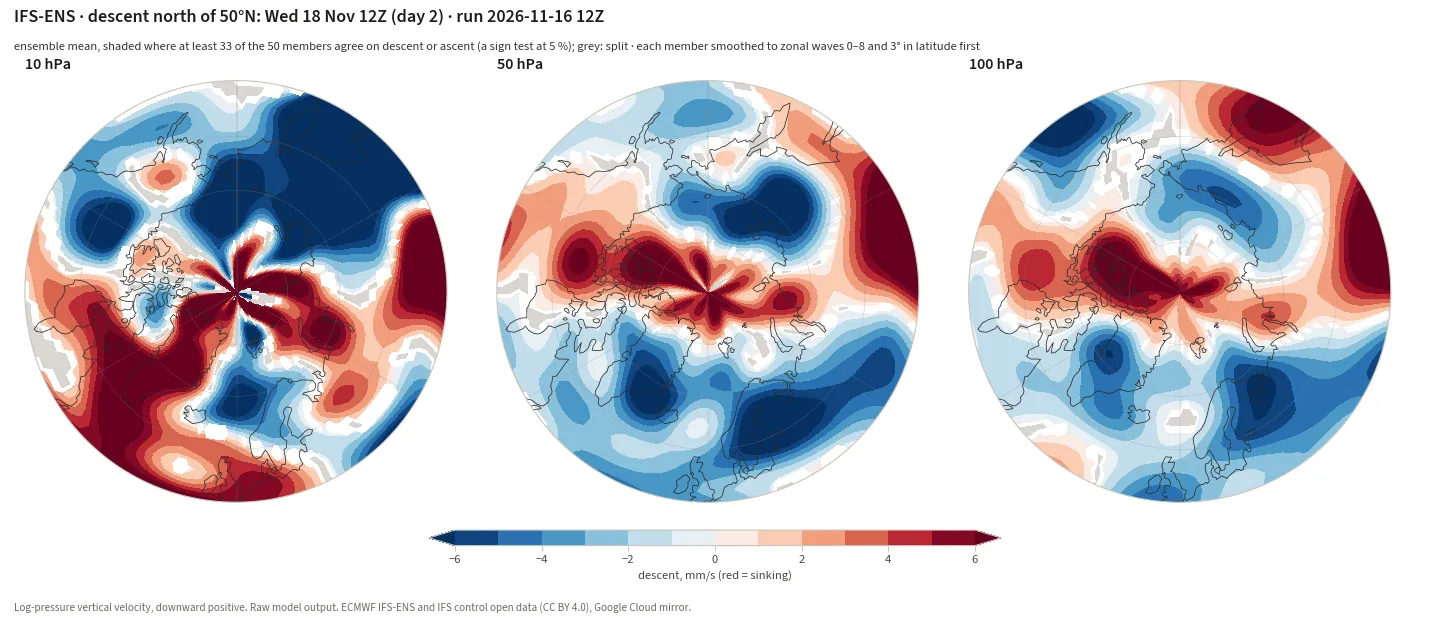 IFS-ENS · descent north of 50°N: Wed 18 Nov 12Z (day 2) · run 2026-11-16 12Z
ensemble mean, shaded where at least 33 of the 50 members agree on descent or ascent (a sign test at 5 %); grey: split · each member smoothed to zonal waves 0–8 and 3° in latitude first
10 hPa
50 hPa
100 hPa
−6 −4 −2 0 2 4 6
descent, mm/s (red = sinking)
Log-pressure vertical velocity, downward positive. Raw model output. ECMWF IFS-ENS and IFS control open data (CC BY 4.0), Google Cloud mirror.